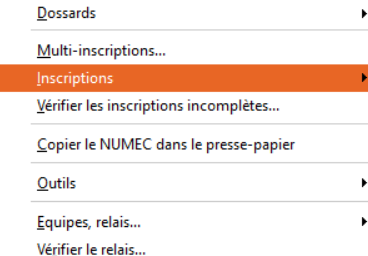 Dossards
Multi-inscriptions...
Inscriptions
Vérifier les inscriptions incomplètes...
Copier le NUMEC dans le presse-papier
Outils
Equipes, relais...
Vérifier le relais...